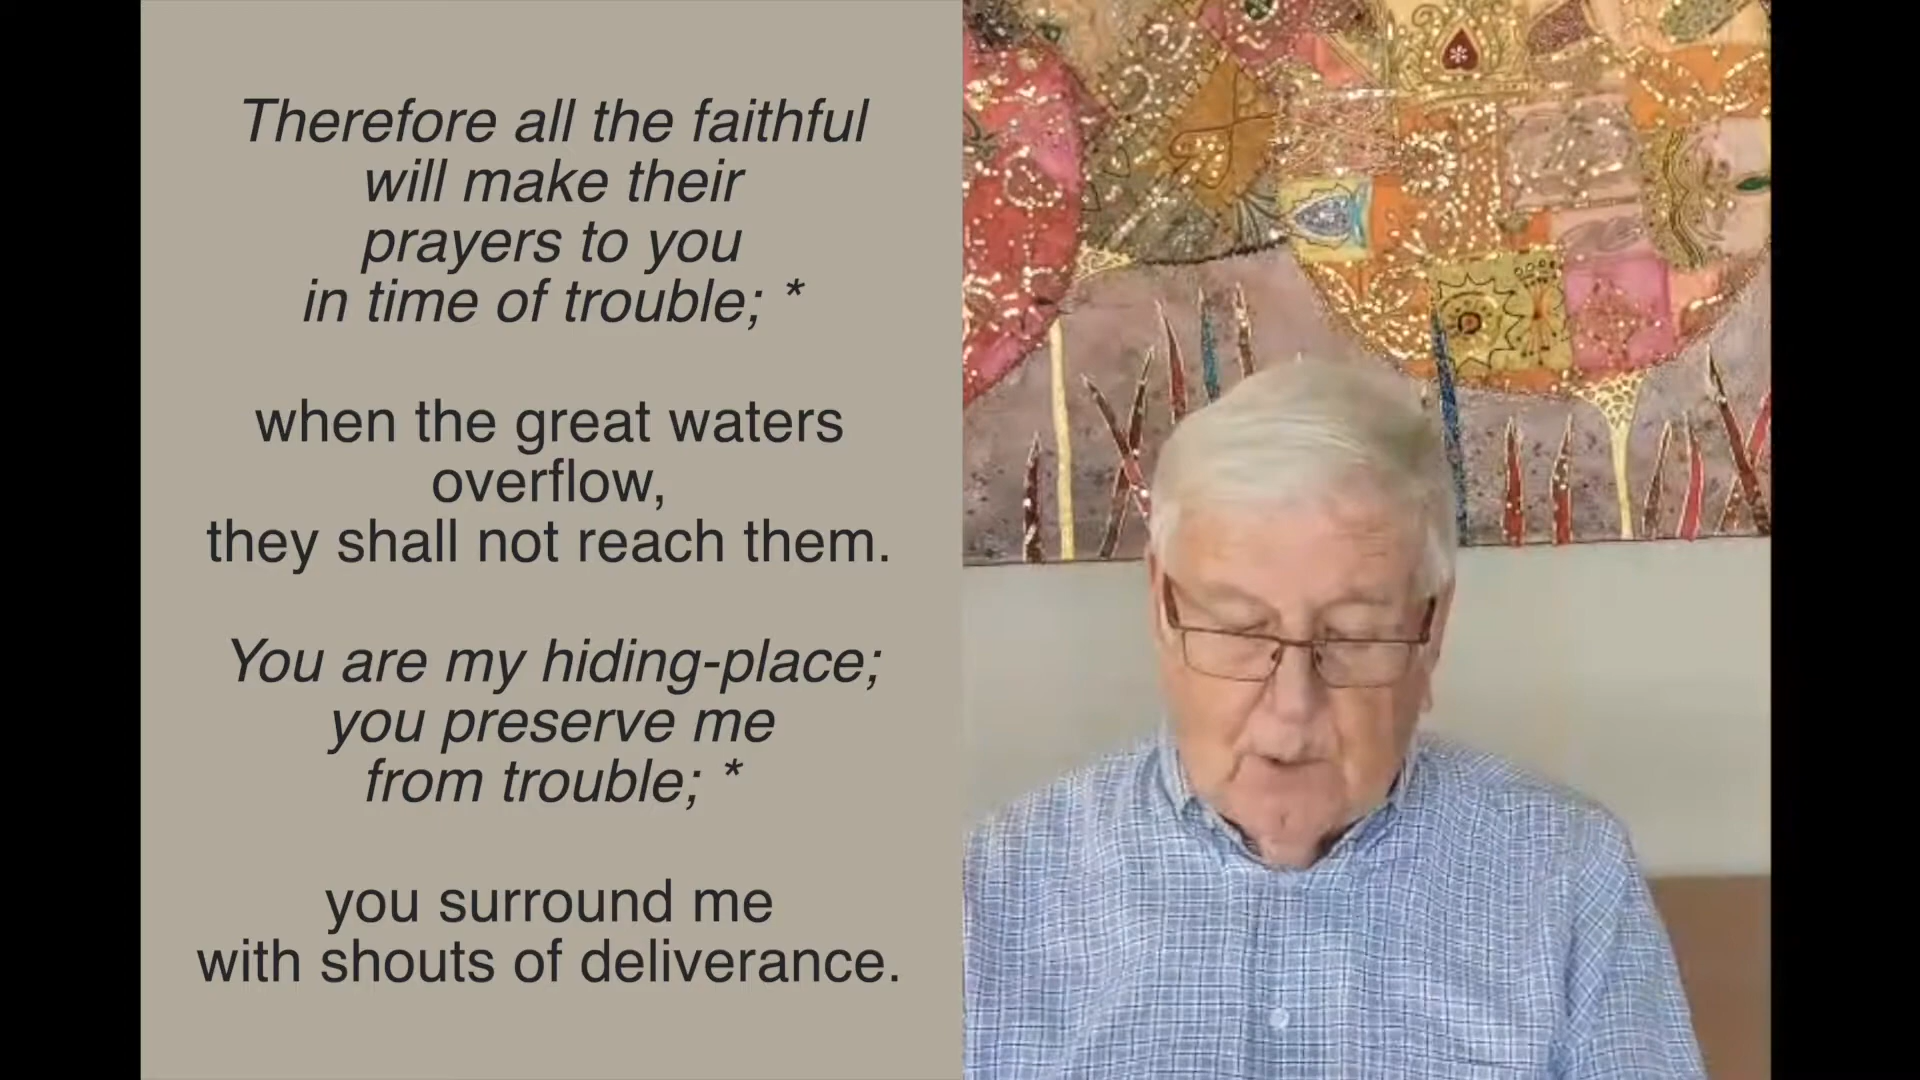 Therefore all the faithful
will make their
prayers to you
in time of trouble; *
when the great waters
overflow,
they shall not reach them.
You are my hiding-place;
you preserve me
from trouble; *
you surround me
with shouts of deliverance.